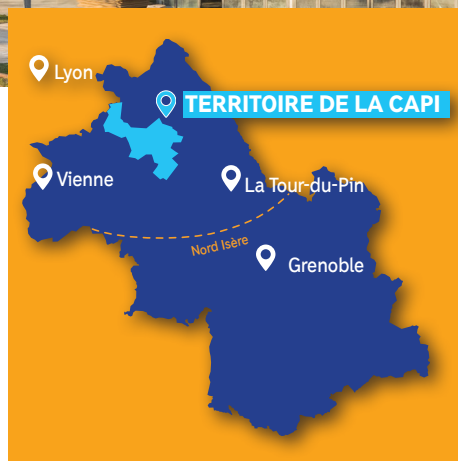 Lyon
TERRITOIRE DE LA CAPI
Vienne
La Tour-du-Pin
Nord Isère
Grenoble